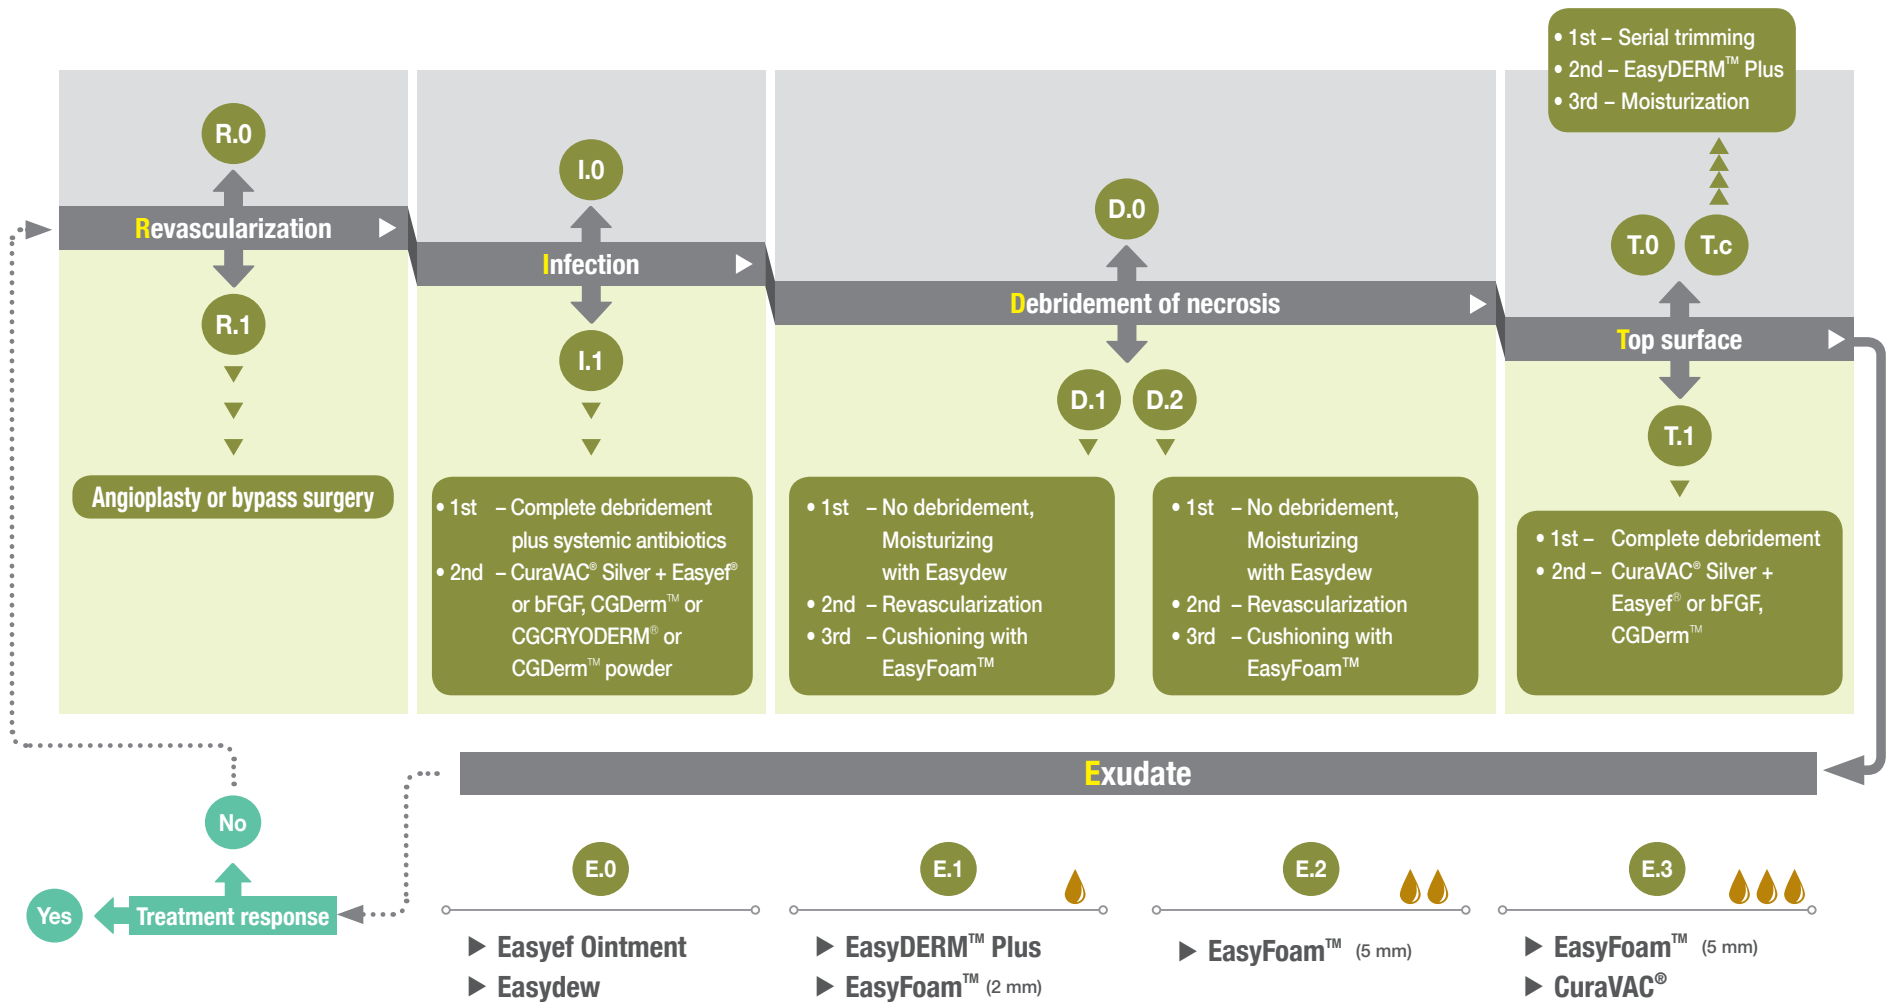 • 1st – Serial trimming
• 2nd – EasyDERM™ Plus
• 3rd – Moisturization
R.0
Revascularization
R.1
Angioplasty or bypass surgery
I.0
Infection
I.1
• 1st – Complete debridement
plus systemic antibiotics
• 2nd – CuraVAC® Silver + Easyef®
or bFGF, CGDerm™ or
CGCRYODERM® or
CGDerm™ powder
D.0
Debridement of necrosis
D.1
D.2
• 1st – No debridement,
Moisturizing
with Easydew
• 2nd – Revascularization
• 3rd – Cushioning with
EasyFoam™
• 1st – No debridement,
Moisturizing
with Easydew
• 2nd – Revascularization
• 3rd – Cushioning with
EasyFoam™
T.0
T.c
Top surface
T.1
• 1st – Complete debridement
• 2nd – CuraVAC® Silver +
Easyef® or bFGF,
CGDerm™
Exudate
No
Yes
Treatment response
E.0
Easyef Ointment
Easydew
E.1
EasyDERM™ Plus
EasyFoam™ (2 mm)
E.2
EasyFoam™ (5 mm)
E.3
EasyFoam™ (5 mm)
CuraVAC®